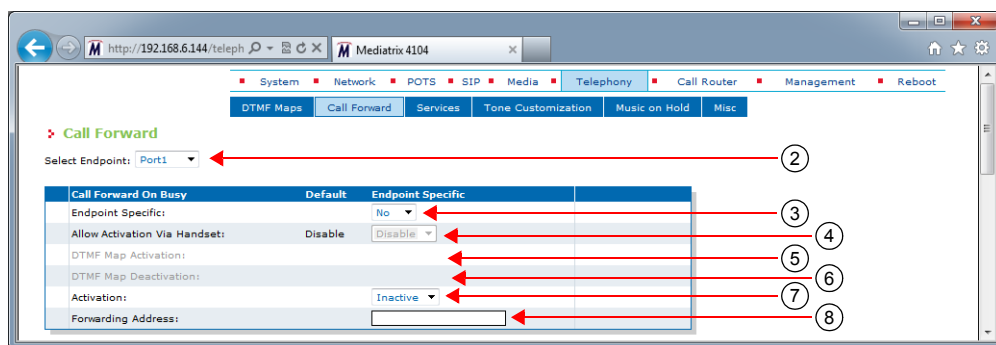 http://192.168.6.144/teleph
Mediatrix 4104
System Network POTS SIP Media Telephony Call Router Management Reboot
DTMF Maps Call Forward Services Tone Customization Music on Hold Misc
Call Forward
Select Endpoint: Port1
2
Call Forward On Busy Default Endpoint Specific
Endpoint Specific: No
3
Allow Activation Via Handset: Disable Disable
4
DTMF Map Activation:
5
DTMF Map Deactivation:
6
Activation: Inactive
7
Forwarding Address:
8